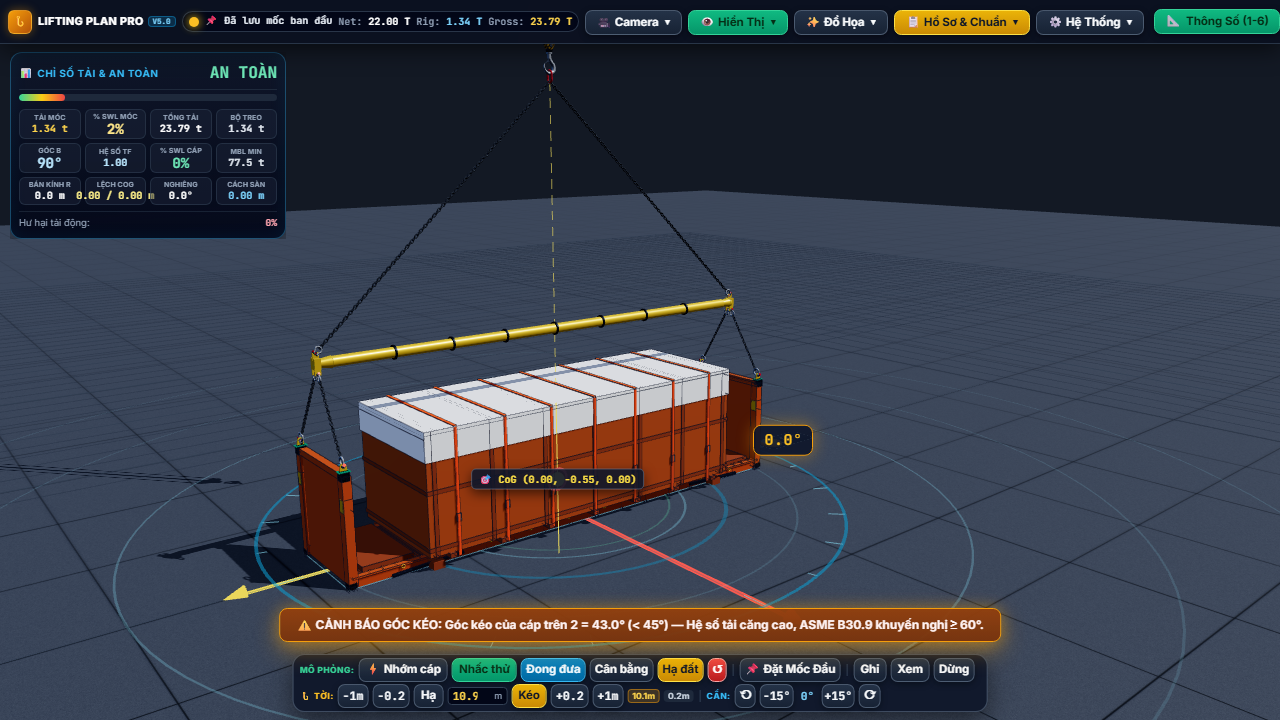 LIFTING PLAN PRO V5.0 Đã lưu mốc ban đầu Net: 22.00 T Rig: 1.34 T Gross: 23.79 T Camera ▾ Hiển Thị ▾ Đồ Họa ▾ Hồ Sơ & Chuẩn ▾ Hệ Thống ▾ Thông Số (1-6)
CHỈ SỐ TẢI & AN TOÀN AN TOÀN
TẢI MÓC % SWL MÓC TỔNG TẢI BỘ TREO
1.34 t 2% 23.79 t 1.34 t
GÓC Β HỆ SỐ TF % SWL CÁP MBL MIN
90° 1.00 0% 77.5 t
BÁN KÍNH R LỆCH COG NGHIÊNG CÁCH SÀN
0.0 m 0.00 / 0.00 m 0.0° 0.00 m
Hư hại tải động: 0%
0.0°
CoG (0.00, -0.55, 0.00)
CẢNH BÁO GÓC KÉO: Góc kéo của cáp trên 2 = 43.0° (< 45°) — Hệ số tải căng cao, ASME B30.9 khuyến nghị ≥ 60°.
MÔ PHỎNG: Nhớm cáp Nhấc thử Đong đưa Cân bằng Hạ đất ↺ Đặt Mốc Đầu Ghi Xem Dừng
TỜI: -1m -0.2 Hạ 10.9 m Kéo +0.2 +1m 10.1m 0.2m CẨN: -15° 0° +15°